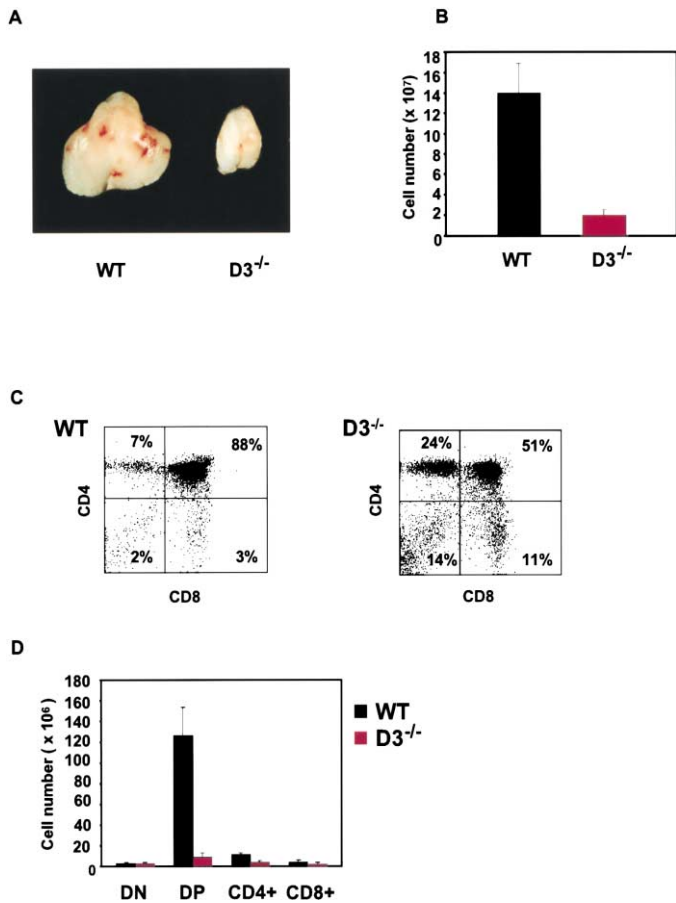 A
WT
D3-/-
B
Cell number (x 10⁷)
18
16
14
12
10
8
6
4
2
0
WT
D3-/-
C
WT
7%
88%
2%
3%
CD4
CD8
D3-/-
24%
51%
14%
11%
CD4
CD8
D
Cell number ( x 10⁶)
180
160
140
120
100
80
60
40
20
0
DN
DP
CD4+
CD8+
WT
D3-/-